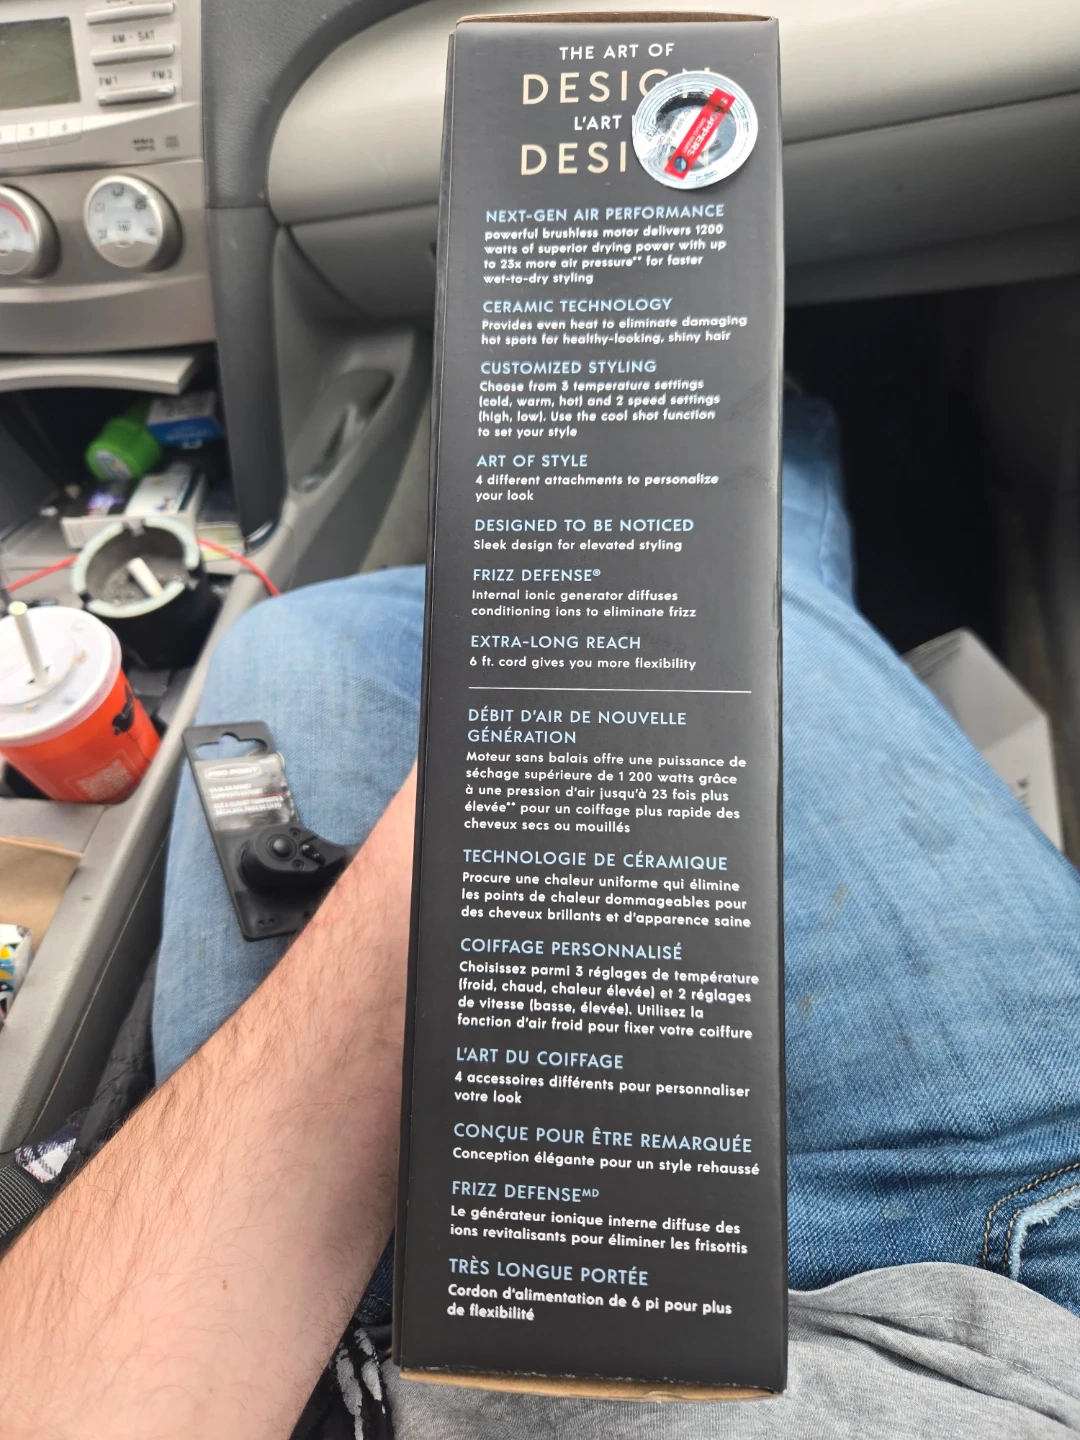 AM · SAT
FM 1 FM 2
THE ART OF
DESIGN
L'ART
DESI
SHOPPERS
NEXT-GEN AIR PERFORMANCE
powerful brushless motor delivers 1200
watts of superior drying power with up
to 23x more air pressure** for faster
wet-to-dry styling
CERAMIC TECHNOLOGY
Provides even heat to eliminate damaging
hot spots for healthy-looking, shiny hair
CUSTOMIZED STYLING
Choose from 3 temperature settings
(cold, warm, hot) and 2 speed settings
(high, low). Use the cool shot function
to set your style
ART OF STYLE
4 different attachments to personalize
your look
DESIGNED TO BE NOTICED
Sleek design for elevated styling
FRIZZ DEFENSE®
Internal ionic generator diffuses
conditioning ions to eliminate frizz
EXTRA-LONG REACH
6 ft. cord gives you more flexibility
DÉBIT D'AIR DE NOUVELLE
GÉNÉRATION
Moteur sans balais offre une puissance de
séchage supérieure de 1 200 watts grâce
à une pression d'air jusqu'à 23 fois plus
élevée** pour un coiffage plus rapide des
cheveux secs ou mouillés
TECHNOLOGIE DE CÉRAMIQUE
Procure une chaleur uniforme qui élimine
les points de chaleur dommageables pour
des cheveux brillants et d'apparence saine
COIFFAGE PERSONNALISÉ
Choisissez parmi 3 réglages de température
(froid, chaud, chaleur élevée) et 2 réglages
de vitesse (basse, élevée). Utilisez la
fonction d'air froid pour fixer votre coiffure
L'ART DU COIFFAGE
4 accessoires différents pour personnaliser
votre look
CONÇUE POUR ÊTRE REMARQUÉE
Conception élégante pour un style rehaussé
FRIZZ DEFENSEᴹᴰ
Le générateur ionique interne diffuse des
ions revitalisants pour éliminer les frisottis
TRÈS LONGUE PORTÉE
Cordon d'alimentation de 6 pi pour plus
de flexibilité